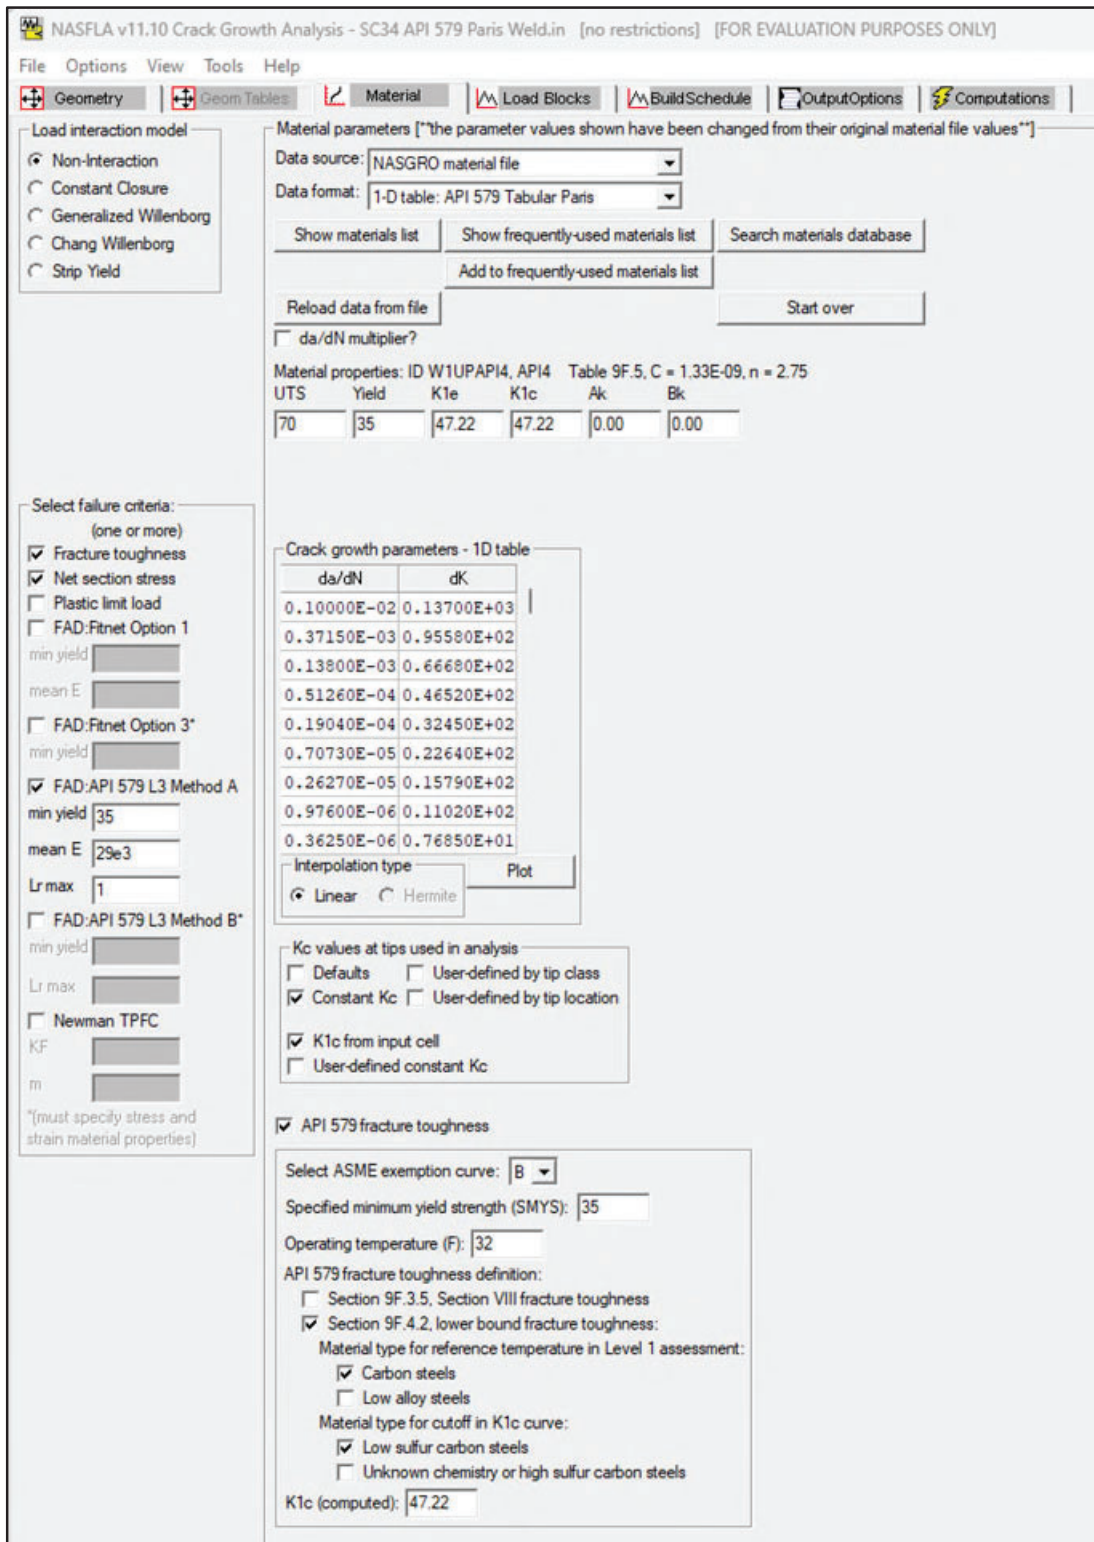 NASFLA v11.10 Crack Growth Analysis - SC34 API 579 Paris Weld.in [no restrictions] [FOR EVALUATION PURPOSES ONLY]
File Options View Tools Help
Geometry Geom Tables Material Load Blocks BuildSchedule OutputOptions Computations
Load interaction model
Non-Interaction
Constant Closure
Generalized Willenborg
Chang Willenborg
Strip Yield
Material parameters [**the parameter values shown have been changed from their original material file values**]
Data source: NASGRO material file
Data format: 1-D table: API 579 Tabular Paris
Show materials list Show frequently-used materials list Search materials database
Add to frequently-used materials list
Reload data from file Start over
da/dN multiplier?
Material properties: ID W1UPAPI4, API4 Table 9F.5, C = 1.33E-09, n = 2.75
UTS Yield K1e K1c Ak Bk
70 35 47.22 47.22 0.00 0.00
Select failure criteria:
(one or more)
Fracture toughness
Net section stress
Plastic limit load
FAD:Fitnet Option 1
min yield
mean E
FAD:Fitnet Option 3*
min yield
FAD:API 579 L3 Method A
min yield 35
mean E 29e3
Lr max 1
FAD:API 579 L3 Method B*
min yield
Lr max
Newman TPFC
KF
m
*(must specify stress and
strain material properties)
Crack growth parameters - 1D table
da/dN dK
0.10000E-02 0.13700E+03
0.37150E-03 0.95580E+02
0.13800E-03 0.66680E+02
0.51260E-04 0.46520E+02
0.19040E-04 0.32450E+02
0.70730E-05 0.22640E+02
0.26270E-05 0.15790E+02
0.97600E-06 0.11020E+02
0.36250E-06 0.76850E+01
Interpolation type
Linear Hermite
Plot
Kc values at tips used in analysis
Defaults User-defined by tip class
Constant Kc User-defined by tip location
K1c from input cell
User-defined constant Kc
API 579 fracture toughness
Select ASME exemption curve: B
Specified minimum yield strength (SMYS): 35
Operating temperature (F): 32
API 579 fracture toughness definition:
Section 9F.3.5, Section VIII fracture toughness
Section 9F.4.2, lower bound fracture toughness:
Material type for reference temperature in Level 1 assessment:
Carbon steels
Low alloy steels
Material type for cutoff in K1c curve:
Low sulfur carbon steels
Unknown chemistry or high sulfur carbon steels
K1c (computed): 47.22